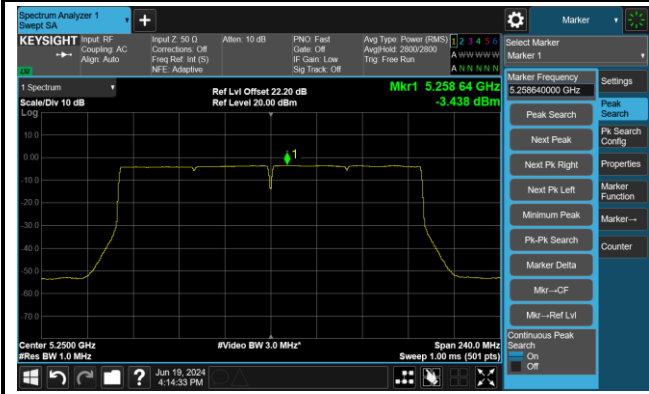 Spectrum Analyzer 1
Swept SA
+
Marker
KEYSIGHT
Input: RF
Coupling: AC
Align: Auto
Input Z: 50 Ω
Corrections: Off
Freq Ref: Int (S)
NFE: Adaptive
Atten: 10 dB
PNO: Fast
Gate: Off
IF Gain: Low
Sig Track: Off
Avg Type: Power (RMS)
Avg|Hold: 2800/2800
Trig: Free Run
1 2 3 4 5 6
A W W W W W
A N N N N N
LXI
Select Marker
Marker 1
1 Spectrum
Scale/Div 10 dB
Log
Ref Lvl Offset 22.20 dB
Ref Level 20.00 dBm
Mkr1 5.258 64 GHz
-3.438 dBm
10.0
0.00
-10.0
-20.0
-30.0
-40.0
-50.0
-60.0
-70.0
1
Center 5.2500 GHz
#Res BW 1.0 MHz
#Video BW 3.0 MHz*
Span 240.0 MHz
Sweep 1.00 ms (501 pts)
Marker Frequency
5.258640000 GHz
Peak Search
Next Peak
Next Pk Right
Next Pk Left
Minimum Peak
Pk-Pk Search
Marker Delta
Mkr→CF
Mkr→Ref Lvl
Continuous Peak
Search
On
Off
Settings
Peak
Search
Pk Search
Config
Properties
Marker
Function
Marker→
Counter
?
Jun 19, 2024
4:14:33 PM